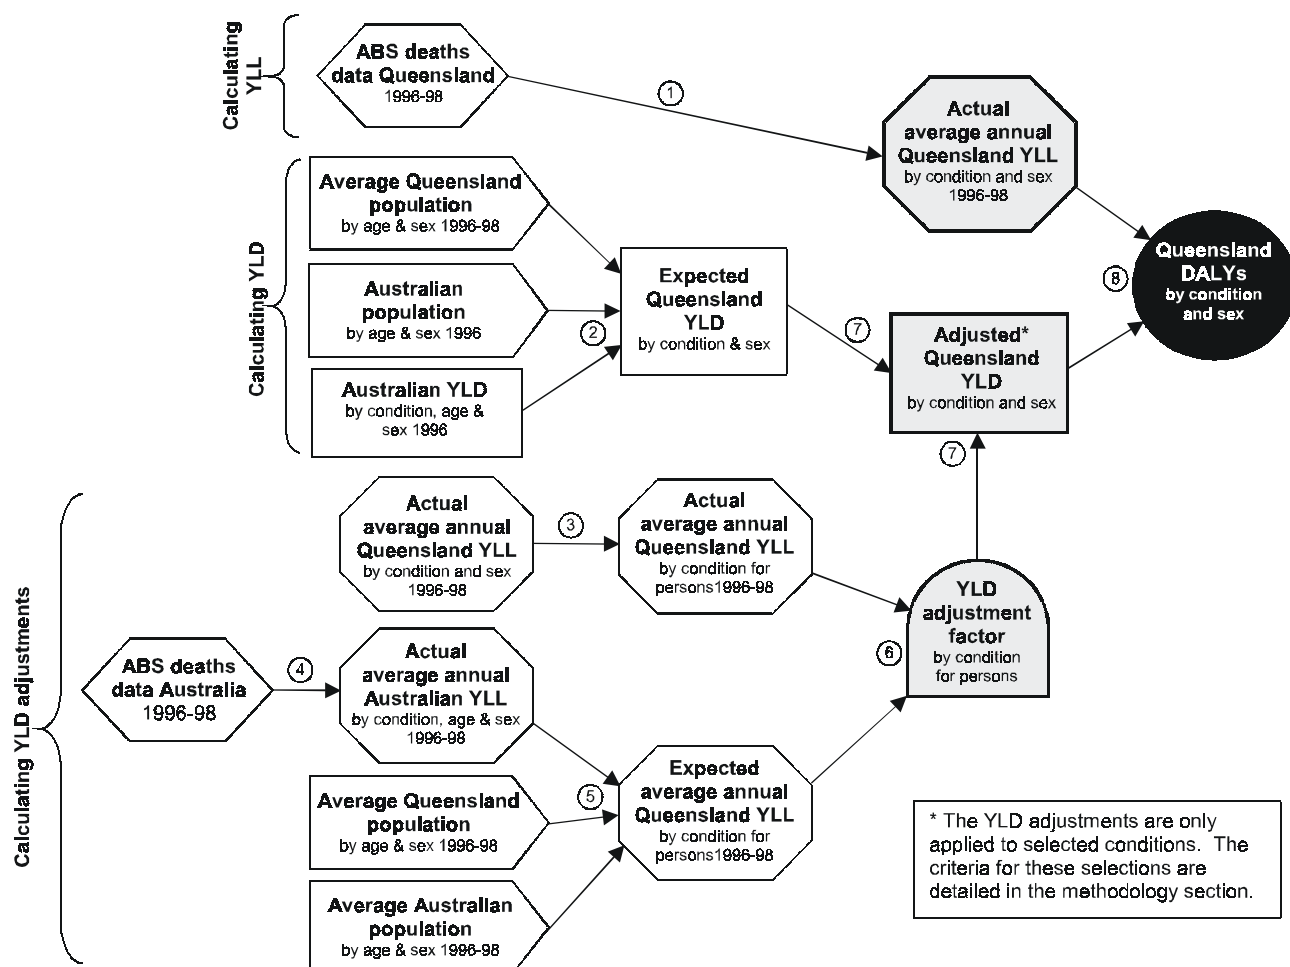 Calculating
YLL
ABS deaths
data Queensland
1996-98
1
Actual
average annual
Queensland YLL
by condition and sex
1996-98
Calculating YLD
Average Queensland
population
by age & sex 1996-98
Australian
population
by age & sex 1996
Australian YLD
by condition, age &
sex 1996
2
Expected
Queensland
YLD
by condition & sex
7
Adjusted*
Queensland
YLD
by condition and sex
8
Queensland
DALYs
by condition
and sex
7
Calculating YLD adjustments
Actual
average annual
Queensland YLL
by condition and sex
1996-98
3
Actual
average annual
Queensland YLL
by condition for
persons1996-98
YLD
adjustment
factor
by condition
for persons
6
ABS deaths
data Australia
1996-98
4
Actual
average annual
Australian YLL
by condition, age & sex
1996-98
Average Queensland
population
by age & sex 1996-98
5
Expected
average annual
Queensland YLL
by condition for
persons1996-98
Average Australian
population
by age & sex 1996-98
* The YLD adjustments are only
applied to selected conditions. The
criteria for these selections are
detailed in the methodology section.